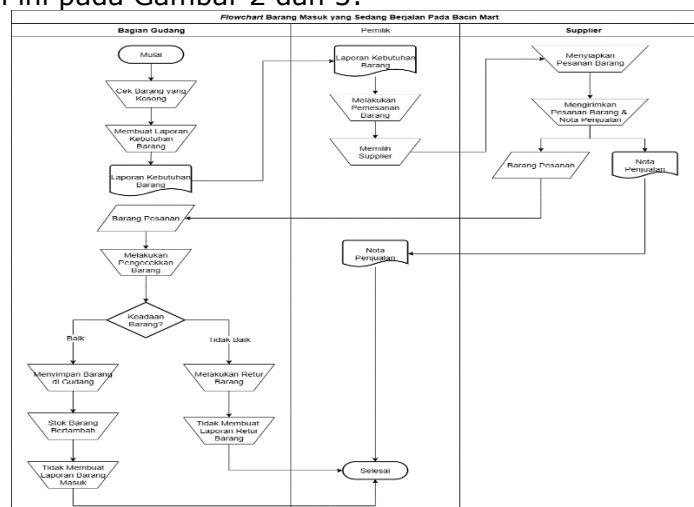 ini pada Gambar 2 dan 3.
Flowchart Barang Masuk yang Sedang Berjalan Pada Bacin Mart
Bagian Gudang
Pemilik
Supplier
Mulai
Cek Barang yang
Kosong
Membuat Laporan
Kebutuhan
Barang
Laporan Kebutuhan
Barang
Laporan Kebutuhan
Barang
Melakukan
Pemesanan
Barang
Memilih
Supplier
Menyiapkan
Pesanan Barang
Mengirimkan
Pesanan Barang &
Nota Penjualan
Barang Pesanan
Nota
Penjualan
Barang Pesanan
Melakukan
Pengecekkan
Barang
Nota
Penjualan
Keadaan
Barang?
Baik
Tidak Baik
Menyimpan Barang
di Gudang
Melakukan Retur
Barang
Stok Barang
Bertambah
Tidak Membuat
Laporan Retur
Barang
Tidak Membuat
Laporan Barang
Masuk
Selesai